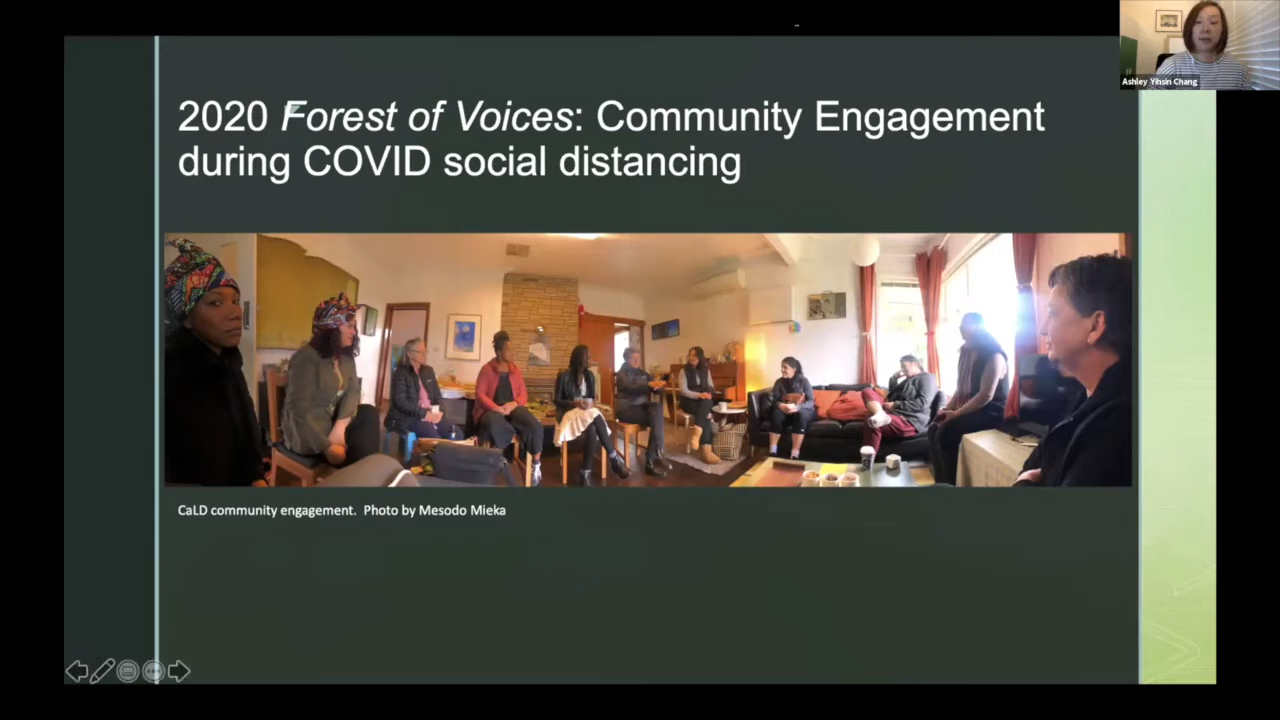 2020 Forest of Voices: Community Engagement
during COVID social distancing
CaLD community engagement. Photo by Mesodo Mieka
Ashley Yihsin Chang